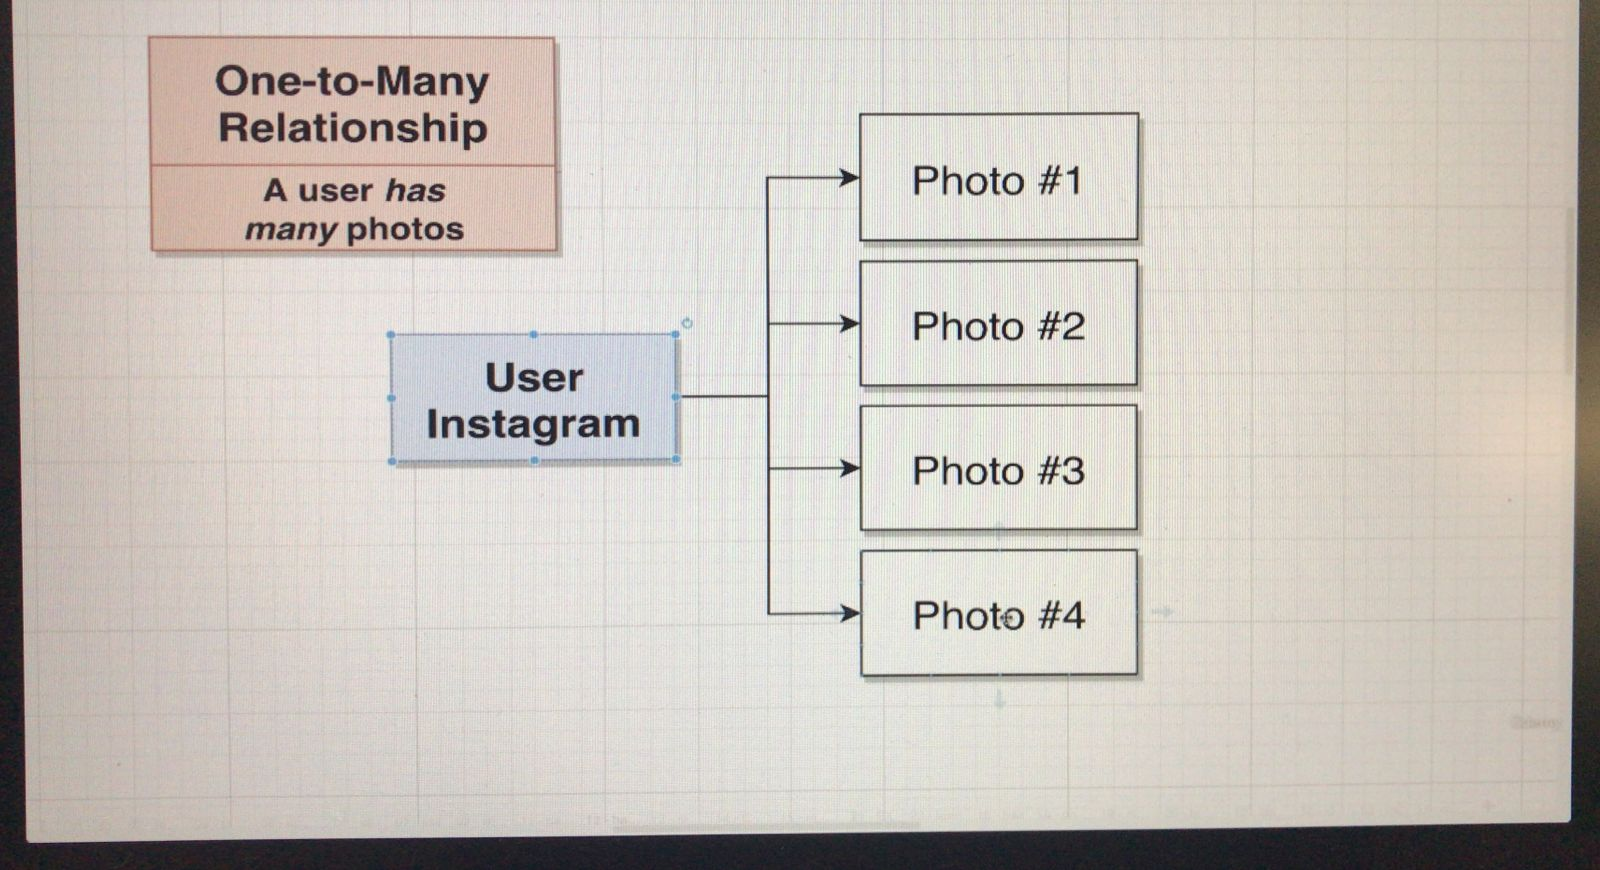 One-to-Many
Relationship
A user has
many photos
User
Instagram
Photo #1
Photo #2
Photo #3
Photo #4